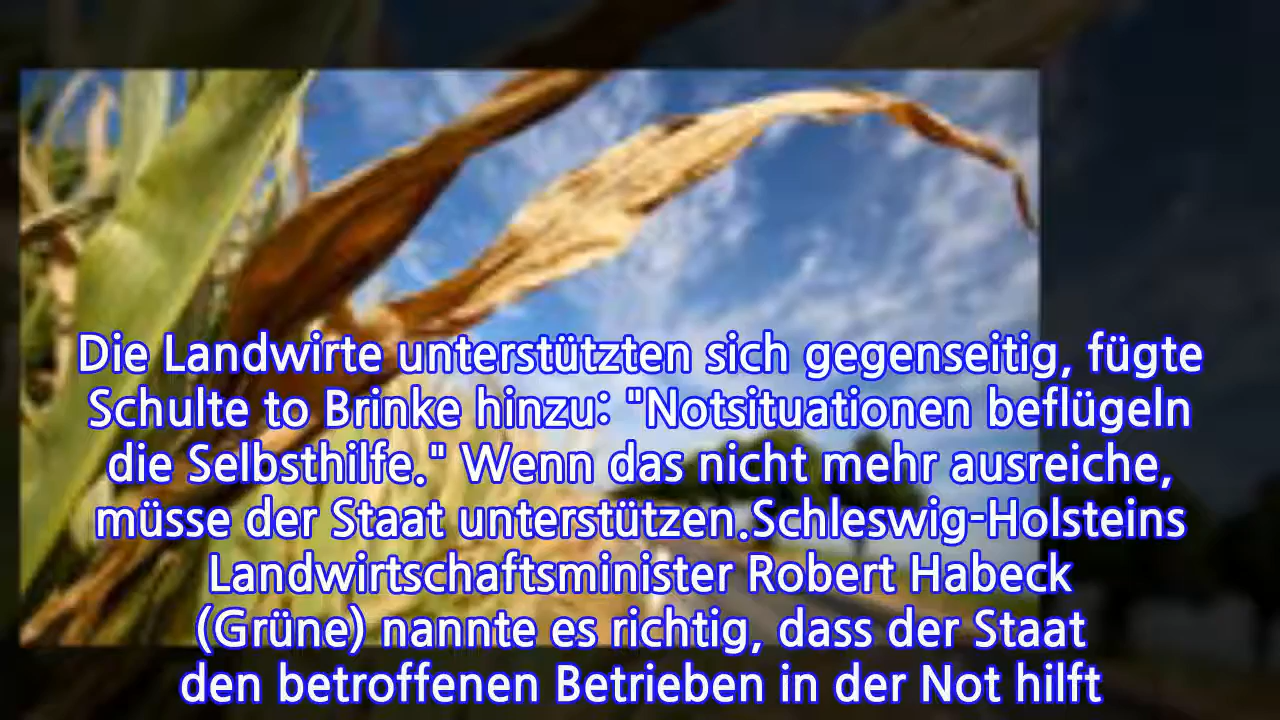 Die Landwirte unterstützten sich gegenseitig, fügte
Schulte to Brinke hinzu: "Notsituationen beflügeln
die Selbsthilfe." Wenn das nicht mehr ausreiche,
müsse der Staat unterstützen.Schleswig-Holsteins
Landwirtschaftsminister Robert Habeck
(Grüne) nannte es richtig, dass der Staat
den betroffenen Betrieben in der Not hilft